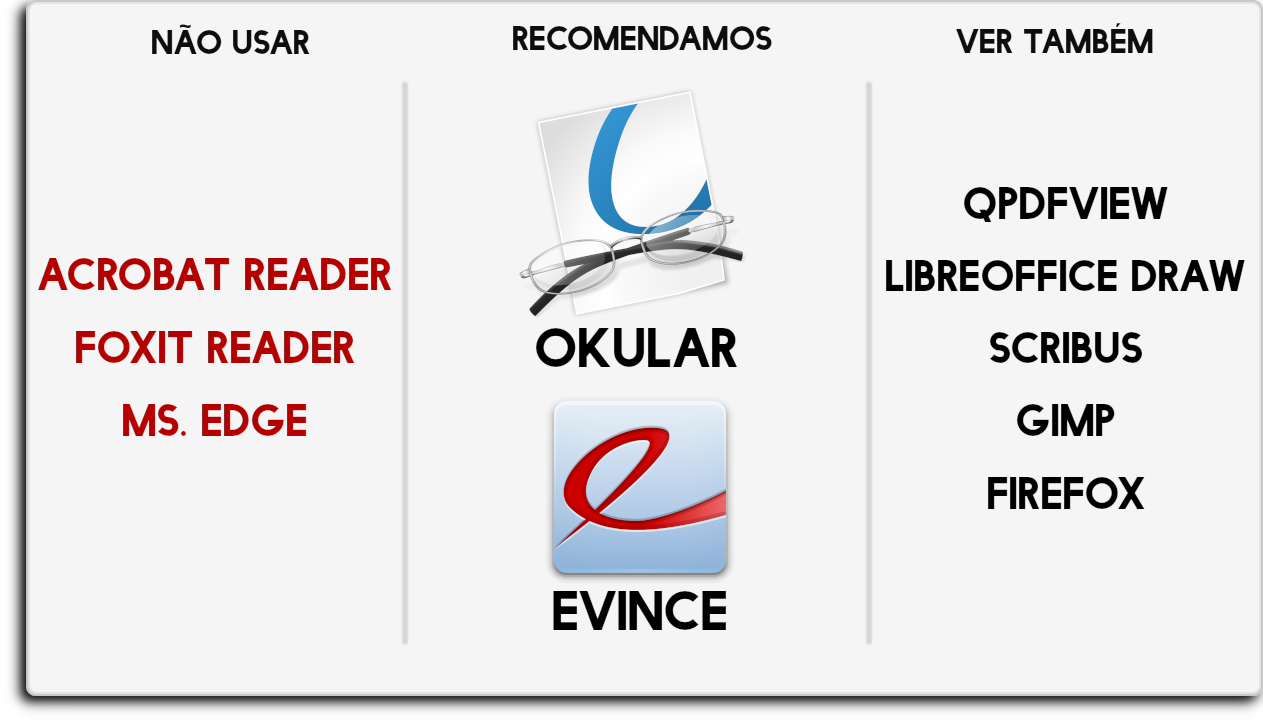 NÃO USAR
ACROBAT READER
FOXIT READER
MS. EDGE
RECOMENDAMOS
OKULAR
EVINCE
VER TAMBÉM
QPDFVIEW
LIBREOFFICE DRAW
SCRIBUS
GIMP
FIREFOX